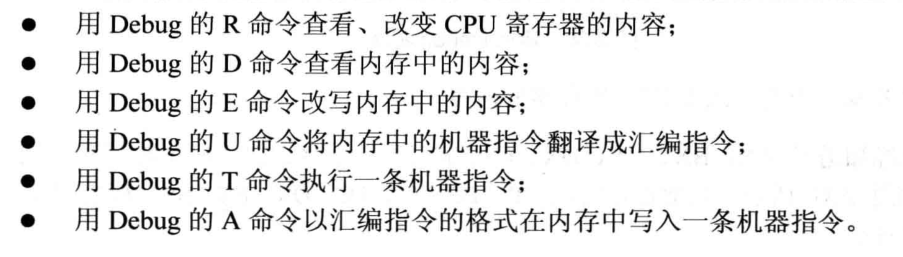 ● 用 Debug 的 R 命令查看、改变 CPU 寄存器的内容;
● 用 Debug 的 D 命令查看内存中的内容;
● 用 Debug 的 E 命令改写内存中的内容;
● 用 Debug 的 U 命令将内存中的机器指令翻译成汇编指令;
● 用 Debug 的 T 命令执行一条机器指令;
● 用 Debug 的 A 命令以汇编指令的格式在内存中写入一条机器指令。